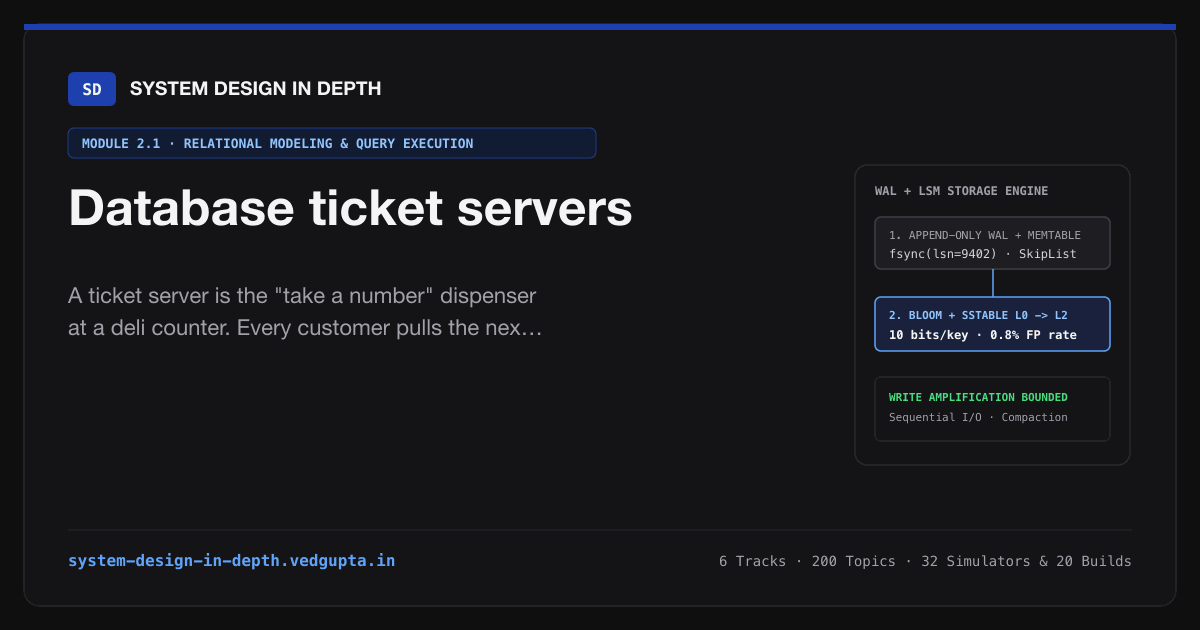 SD
SYSTEM DESIGN IN DEPTH
MODULE 2.1 · RELATIONAL MODELING & QUERY EXECUTION
Database ticket servers
A ticket server is the "take a number" dispenser
at a deli counter. Every customer pulls the nex…
WAL + LSM STORAGE ENGINE
1. APPEND-ONLY WAL + MEMTABLE
fsync(lsn=9402) · SkipList
2. BLOOM + SSTABLE L0 -> L2
10 bits/key · 0.8% FP rate
WRITE AMPLIFICATION BOUNDED
Sequential I/O · Compaction
system-design-in-depth.vedgupta.in
6 Tracks · 200 Topics · 32 Simulators & 20 Builds